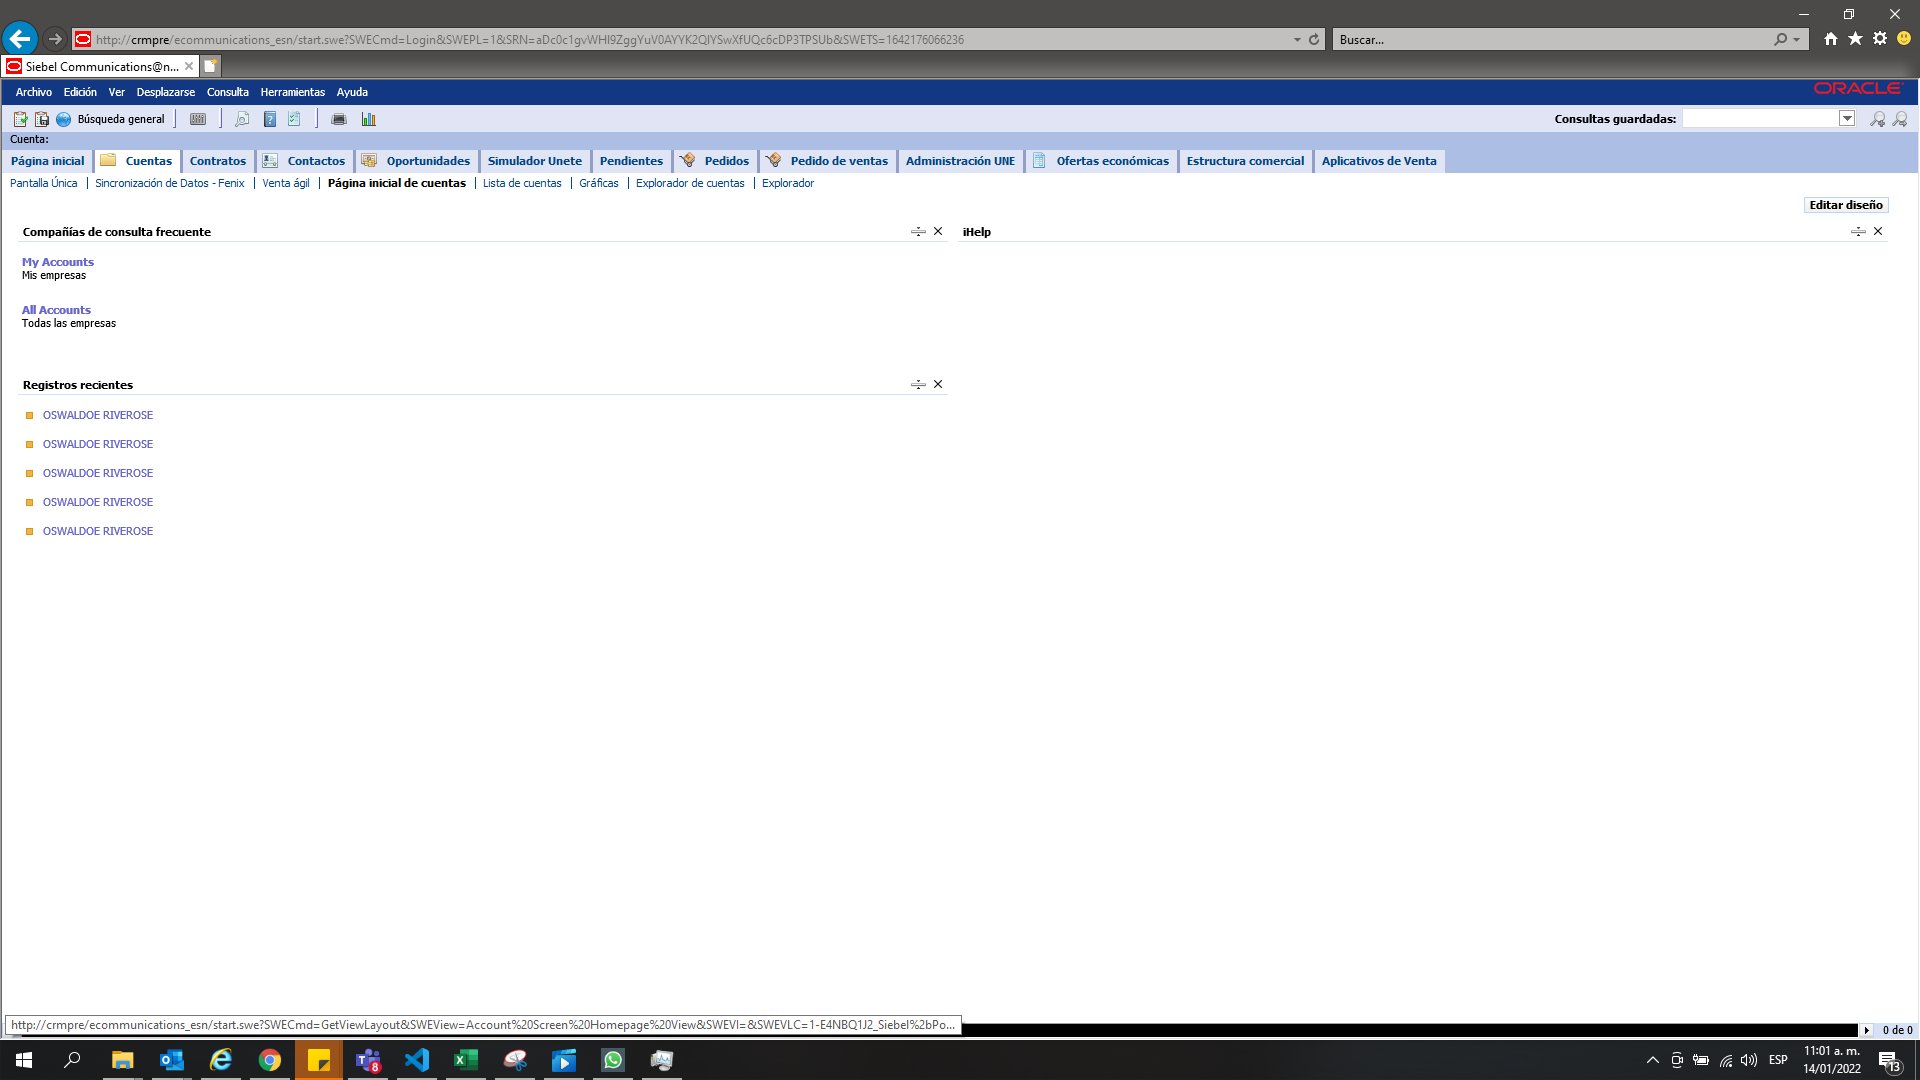 http://crmpre/ecommunications_esn/start.swe?SWECmd=Login&SWEPL=1&SRN=aDc0c1gvWHI9ZggYuV0AYYK2QIYSwXfUQc6cDP3TPSUb&SWETS=1642176066236
Buscar...
Siebel Communications@n...
Archivo Edición Ver Desplazarse Consulta Herramientas Ayuda
ORACLE
Búsqueda general
Consultas guardadas:
Cuenta:
Página inicial Cuentas Contratos Contactos Oportunidades Simulador Unete Pendientes Pedidos Pedido de ventas Administración UNE Ofertas económicas Estructura comercial Aplicativos de Venta
Pantalla Única | Sincronización de Datos - Fenix | Venta ágil | Página inicial de cuentas | Lista de cuentas | Gráficas | Explorador de cuentas | Explorador
Editar diseño
Compañías de consulta frecuente
iHelp
My Accounts
Mis empresas
All Accounts
Todas las empresas
Registros recientes
OSWALDOE RIVEROSE
OSWALDOE RIVEROSE
OSWALDOE RIVEROSE
OSWALDOE RIVEROSE
OSWALDOE RIVEROSE
http://crmpre/ecommunications_esn/start.swe?SWECmd=GetViewLayout&SWEView=Account%20Screen%20Homepage%20View&SWEVI=&SWEVLC=1-E4NBQ1J2_Siebel%2bPo...
0 de 0
8
ESP
11:01 a. m.
14/01/2022
13